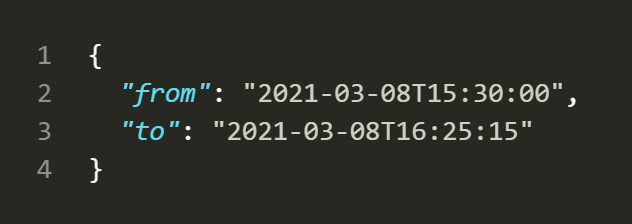 1 {
2 "from": "2021-03-08T15:30:00",
3 "to": "2021-03-08T16:25:15"
4 }